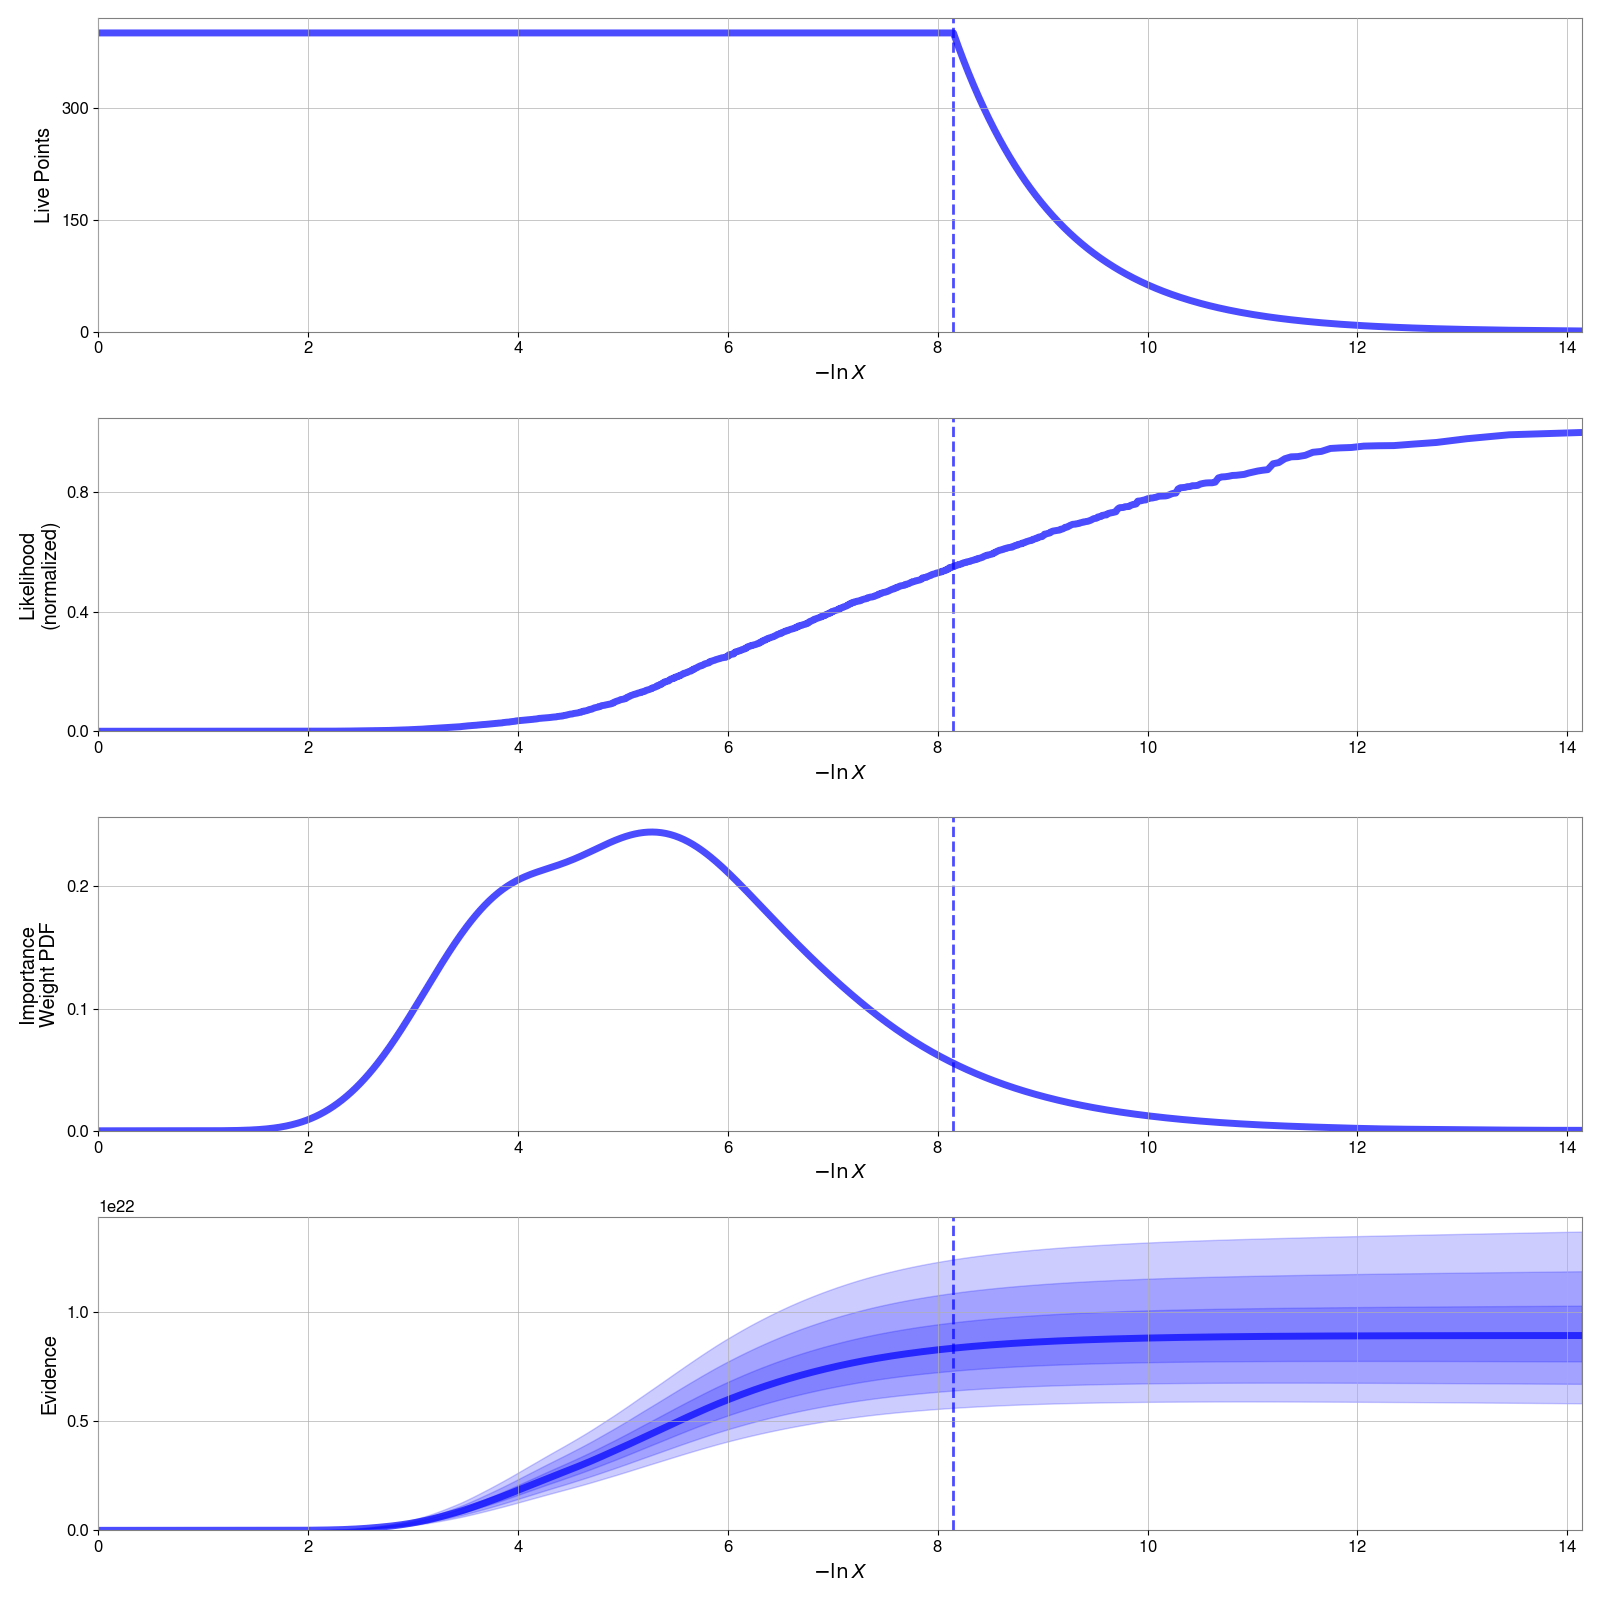 300
150
0
Live Points
0 2 4 6 8 10 12 14
−ln X
0.8
0.4
0.0
Likelihood
(normalized)
0 2 4 6 8 10 12 14
−ln X
0.2
0.1
0.0
Importance
Weight PDF
0 2 4 6 8 10 12 14
−ln X
1e22
1.0
0.5
0.0
Evidence
0 2 4 6 8 10 12 14
−ln X